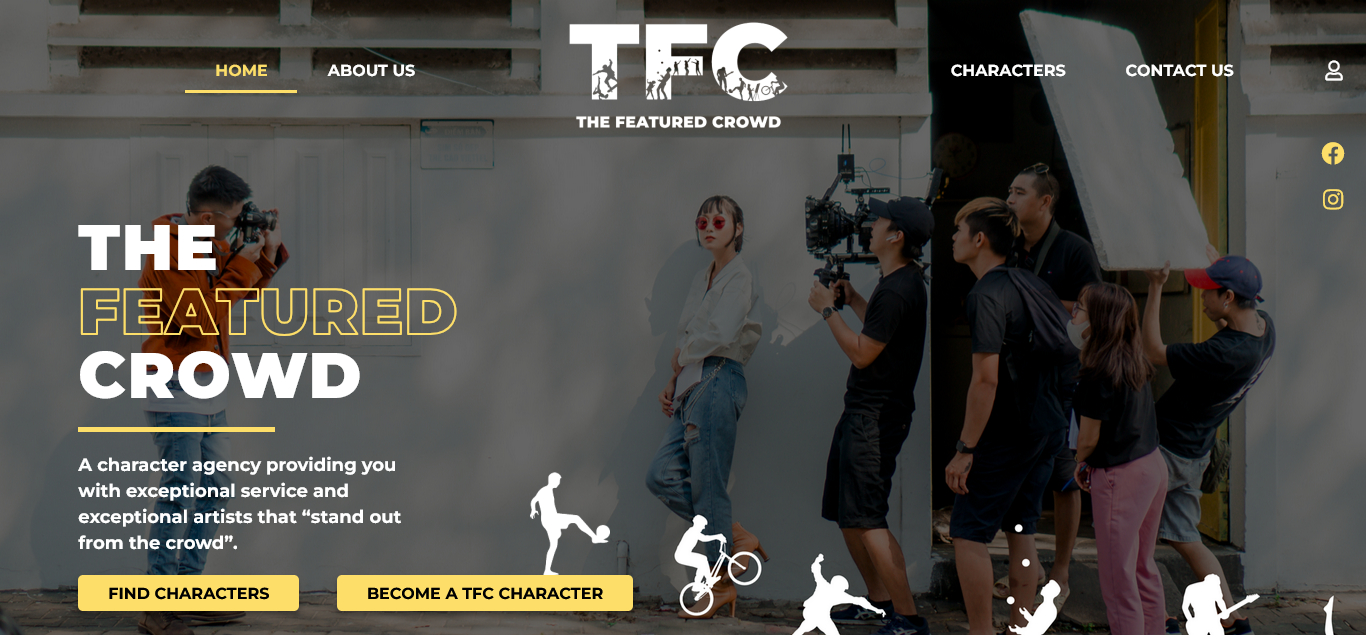 HOME
ABOUT US
TFC
THE FEATURED CROWD
CHARACTERS
CONTACT US
THE
FEATURED
CROWD
A character agency providing you
with exceptional service and
exceptional artists that “stand out
from the crowd”.
FIND CHARACTERS
BECOME A TFC CHARACTER